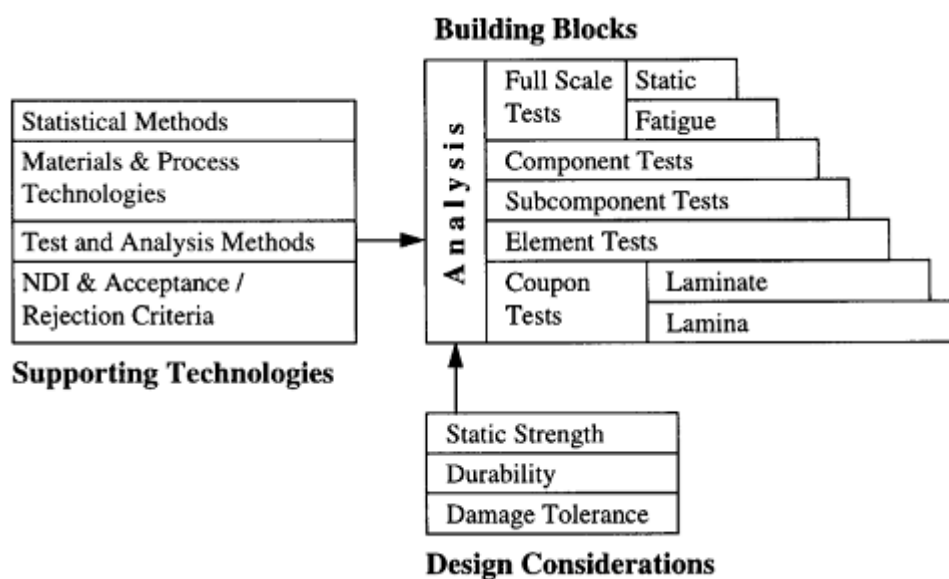 Building Blocks
Statistical Methods
Materials & Process
Technologies
Test and Analysis Methods
NDI & Acceptance /
Rejection Criteria
Supporting Technologies
Analysis
Full Scale
Tests
Static
Fatigue
Component Tests
Subcomponent Tests
Element Tests
Coupon
Tests
Laminate
Lamina
Static Strength
Durability
Damage Tolerance
Design Considerations